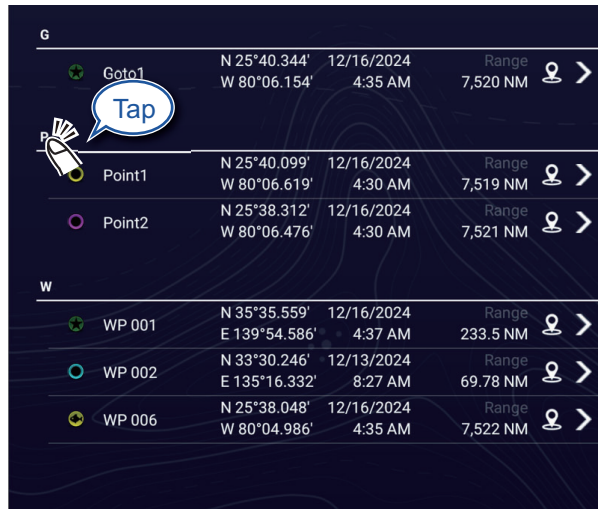 G
Goto1 N 25°40.344' 12/16/2024 Range
W 80°06.154' 4:35 AM 7,520 NM
Tap
P
Point1 N 25°40.099' 12/16/2024 Range
W 80°06.619' 4:30 AM 7,519 NM
Point2 N 25°38.312' 12/16/2024 Range
W 80°06.476' 4:30 AM 7,521 NM
W
WP 001 N 35°35.559' 12/16/2024 Range
E 139°54.586' 4:37 AM 233.5 NM
WP 002 N 33°30.246' 12/13/2024 Range
E 135°16.332' 8:27 AM 69.78 NM
WP 006 N 25°38.048' 12/16/2024 Range
W 80°04.986' 4:35 AM 7,522 NM